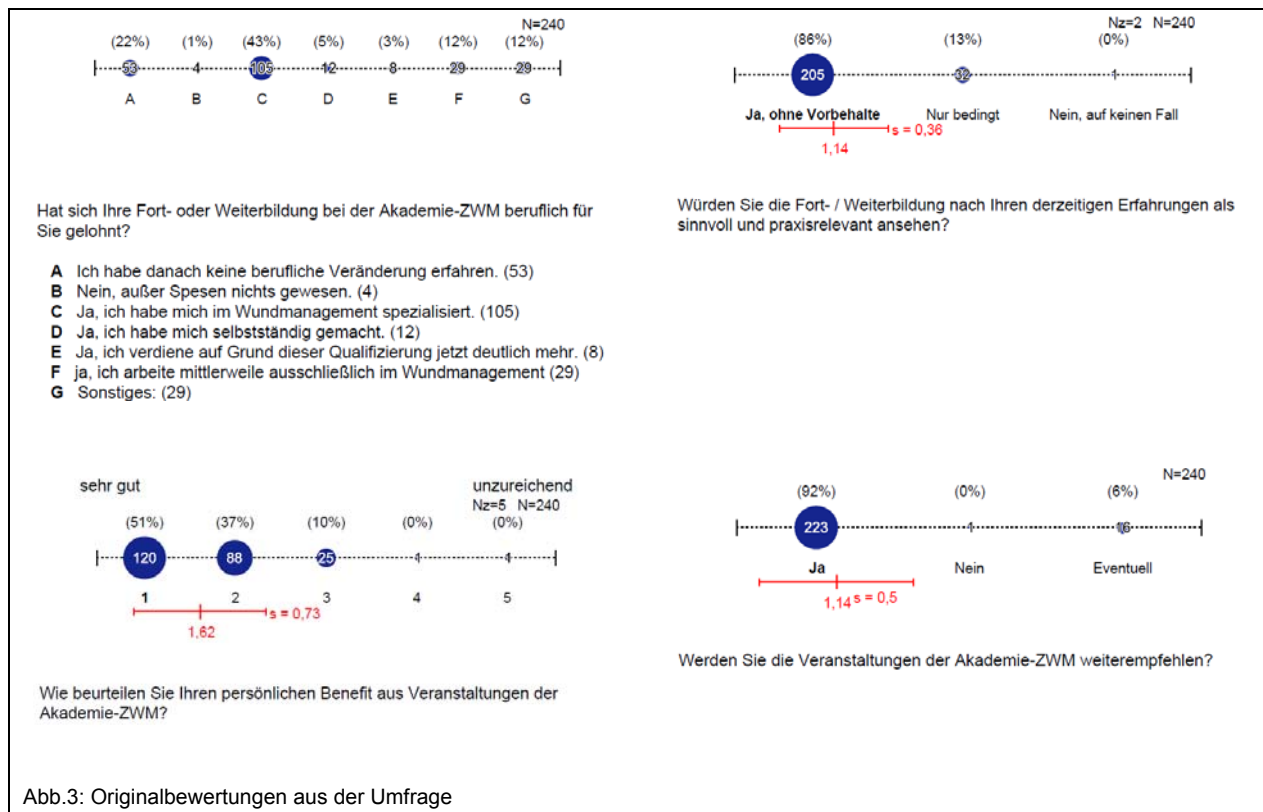 N=240
(22%) (1%) (43%) (5%) (3%) (12%) (12%)
53 4 105 12 8 29 29
A B C D E F G
Hat sich Ihre Fort- oder Weiterbildung bei der Akademie-ZWM beruflich für
Sie gelohnt?
A Ich habe danach keine berufliche Veränderung erfahren. (53)
B Nein, außer Spesen nichts gewesen. (4)
C Ja, ich habe mich im Wundmanagement spezialisiert. (105)
D Ja, ich habe mich selbstständig gemacht. (12)
E Ja, ich verdiene auf Grund dieser Qualifizierung jetzt deutlich mehr. (8)
F ja, ich arbeite mittlerweile ausschließlich im Wundmanagement (29)
G Sonstiges: (29)
Nz=2 N=240
(86%) (13%) (0%)
205 32 1
Ja, ohne Vorbehalte Nur bedingt Nein, auf keinen Fall
s = 0,36
1,14
Würden Sie die Fort- / Weiterbildung nach Ihren derzeitigen Erfahrungen als
sinnvoll und praxisrelevant ansehen?
sehr gut unzureichend
Nz=5 N=240
(51%) (37%) (10%) (0%) (0%)
120 88 25 1 1
1 2 3 4 5
s = 0,73
1,62
Wie beurteilen Sie Ihren persönlichen Benefit aus Veranstaltungen der
Akademie-ZWM?
N=240
(92%) (0%) (6%)
223 1 16
Ja Nein Eventuell
1,14 s = 0,5
Werden Sie die Veranstaltungen der Akademie-ZWM weiterempfehlen?
Abb.3: Originalbewertungen aus der Umfrage